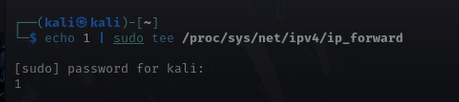 ┌──(kali㉿kali)-[~]
└─$ echo 1 | sudo tee /proc/sys/net/ipv4/ip_forward
[sudo] password for kali:
1